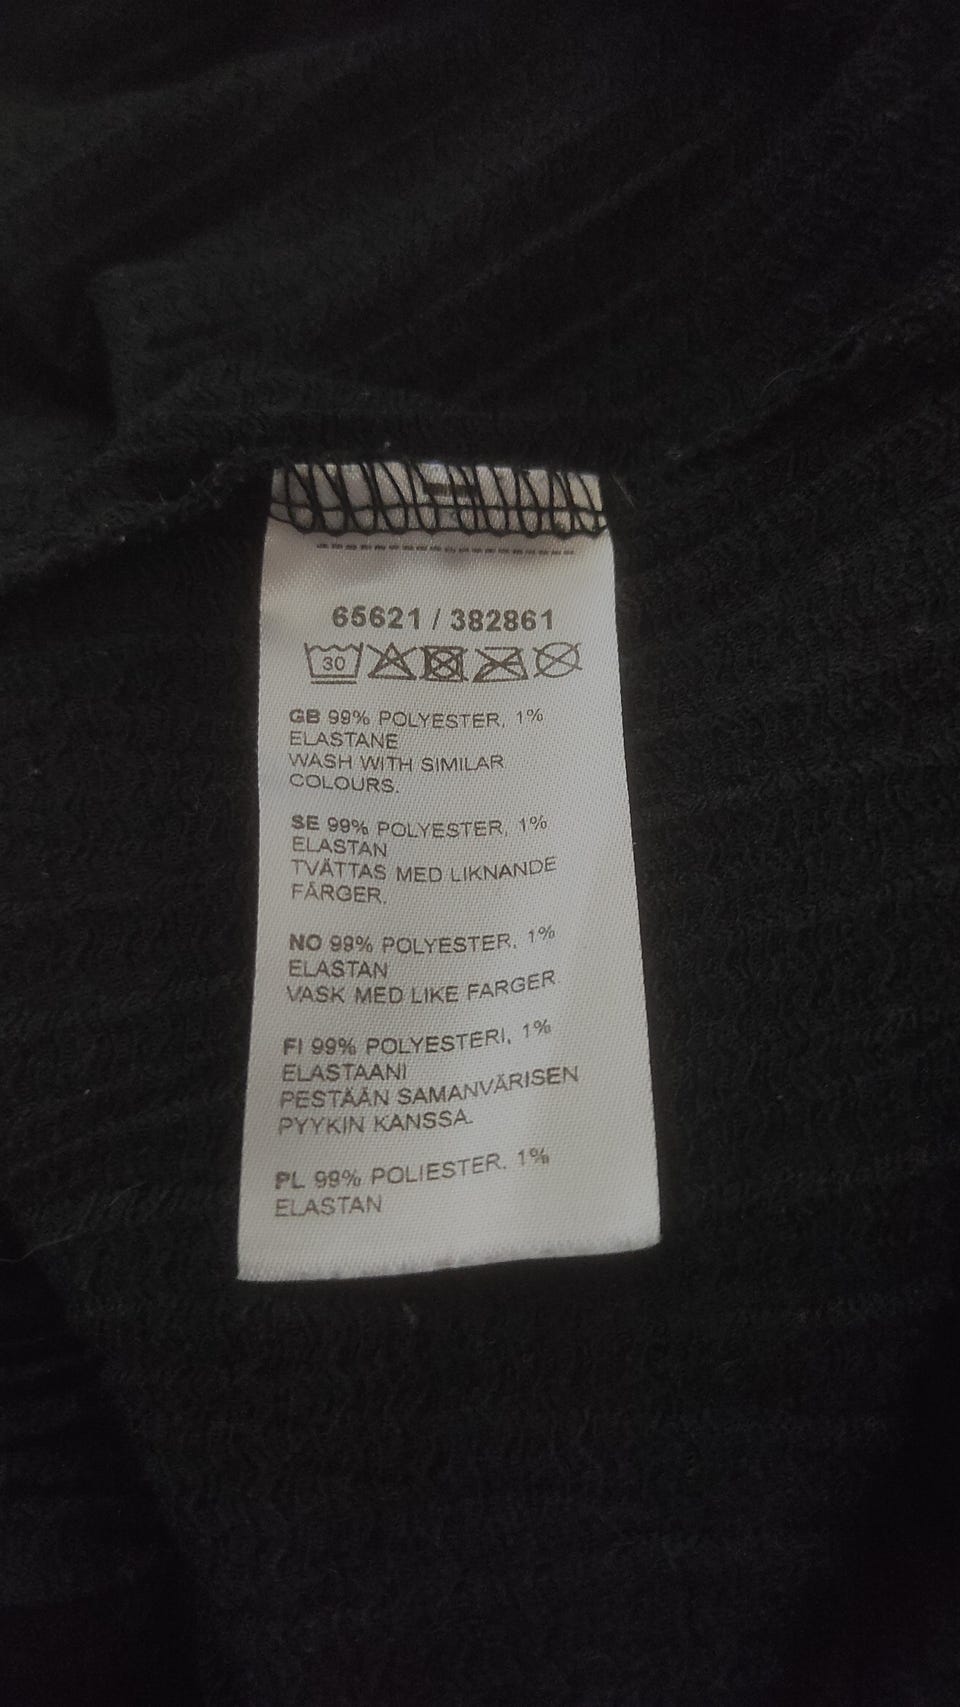 65621 / 382861
30
GB 99% POLYESTER, 1%
ELASTANE
WASH WITH SIMILAR
COLOURS.
SE 99% POLYESTER, 1%
ELASTAN
TVÄTTAS MED LIKNANDE
FÄRGER.
NO 99% POLYESTER, 1%
ELASTAN
VASK MED LIKE FARGER.
FI 99% POLYESTERI, 1%
ELASTAANI
PESTÄÄN SAMANVÄRISEN
PYYKIN KANSSA.
PL 99% POLIESTER, 1%
ELASTAN